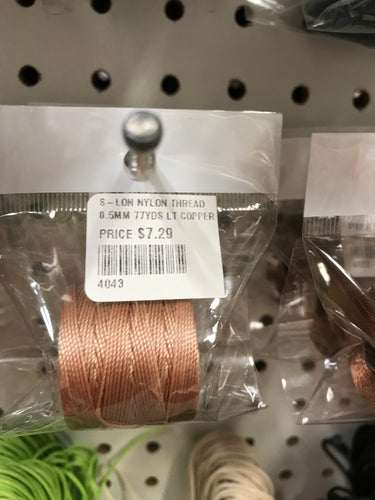 S-LON NYLON THREAD
0.5MM 77YDS LT COPPER
PRICE $7.29
4043